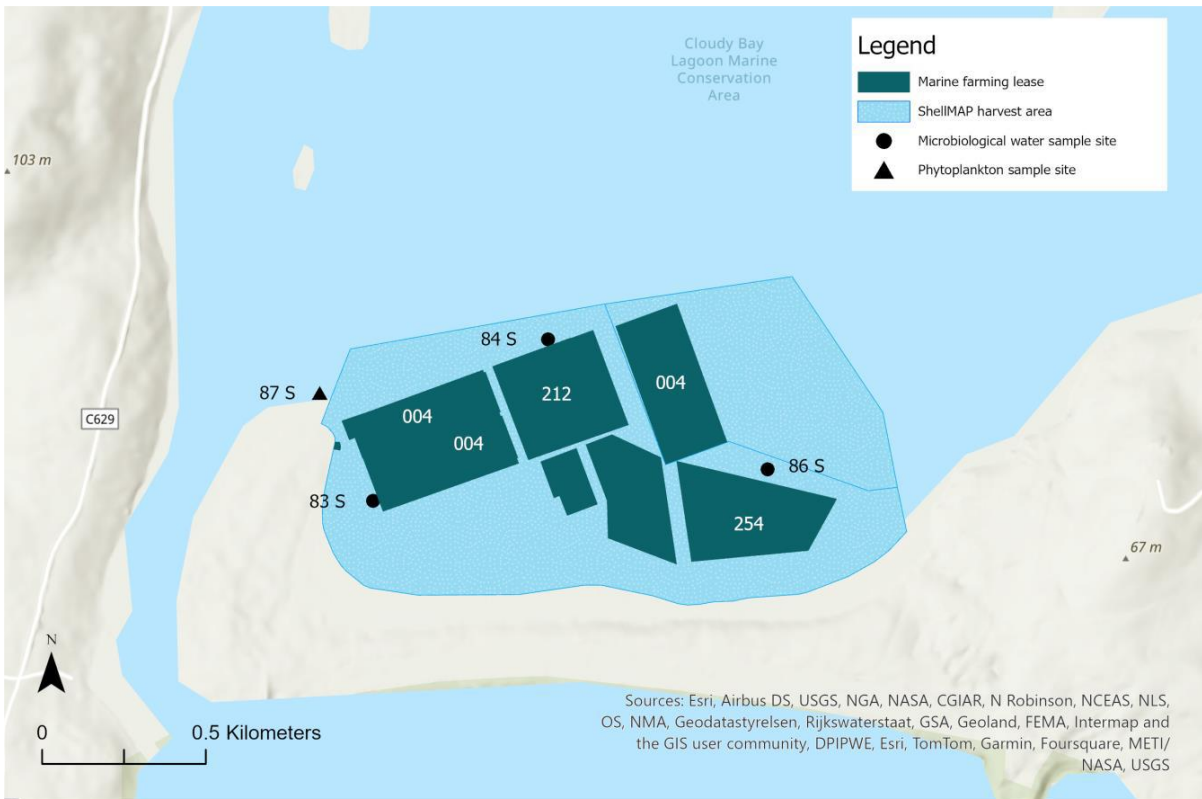 Cloudy Bay
Lagoon Marine
Conservation
Area
Legend
Marine farming lease
ShellMAP harvest area
Microbiological water sample site
Phytoplankton sample site
103 m
84 S
87 S
004
212
004
004
C629
83 S
86 S
254
67 m
N
0
0.5 Kilometers
Sources: Esri, Airbus DS, USGS, NGA, NASA, CGIAR, N Robinson, NCEAS, NLS,
OS, NMA, Geodatastyrelsen, Rijkswaterstaat, GSA, Geoland, FEMA, Intermap and
the GIS user community, DPIPWE, Esri, TomTom, Garmin, Foursquare, METI/
NASA, USGS